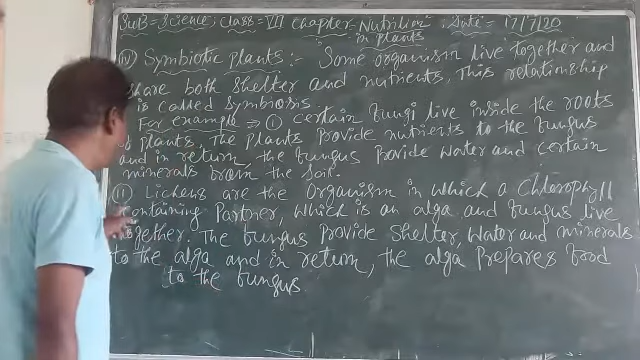 SUB = Science, class = VII chapter - Nutrition Date = 17/7/20
in plants
(iv) Symbiotic plants :- Some organism live together and
share both shelter and nutrients, This relationship
is called symbiosis.
For example => (i) certain fungi live inside the roots
of plants, The plants provide nutrients to the fungus
and in return, the fungus provide water and certain
minerals from the soil.
(ii) Lichens are the organism in which a chlorophyll
containing partner, which is an alga and fungus live
together. The fungus provide shelter, water and minerals
to the alga and in return, the alga prepares food
to the fungus